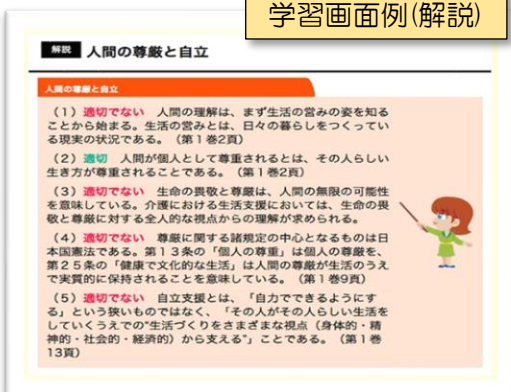 学習画面例(解説)
解説 人間の尊厳と自立
人間の尊厳と自立
(1)適切でない 人間の理解は、まず生活の営みの姿を知る
ことから始まる。生活の営みとは、日々の暮らしをつくってい
る現実の状況である。(第1巻2頁)
(2)適切 人間が個人として尊重されるとは、その人らしい
生き方が尊重されることである。(第1巻2頁)
(3)適切でない 生命の畏敬と尊厳は、人間の無限の可能性
を意味している。介護における生活支援においては、生命の畏
敬と尊厳に対する全人的な視点からの理解が求められる。
(4)適切でない 尊厳に関する諸規定の中心となるものは日
本国憲法である。第13条の「個人の尊重」は個人の尊厳を、
第25条の「健康で文化的な生活」は人間の尊厳が生活のうえ
で実質的に保持されることを意味している。(第1巻9頁)
(5)適切でない 自立支援とは、「自力でできるようにす
る」という狭いものではなく、「その人がその人らしい生活を
していくうえでの"生活づくりをさまざまな視点(身体的・精
神的・社会的・経済的)から支える"」ことである。(第1巻
13頁)